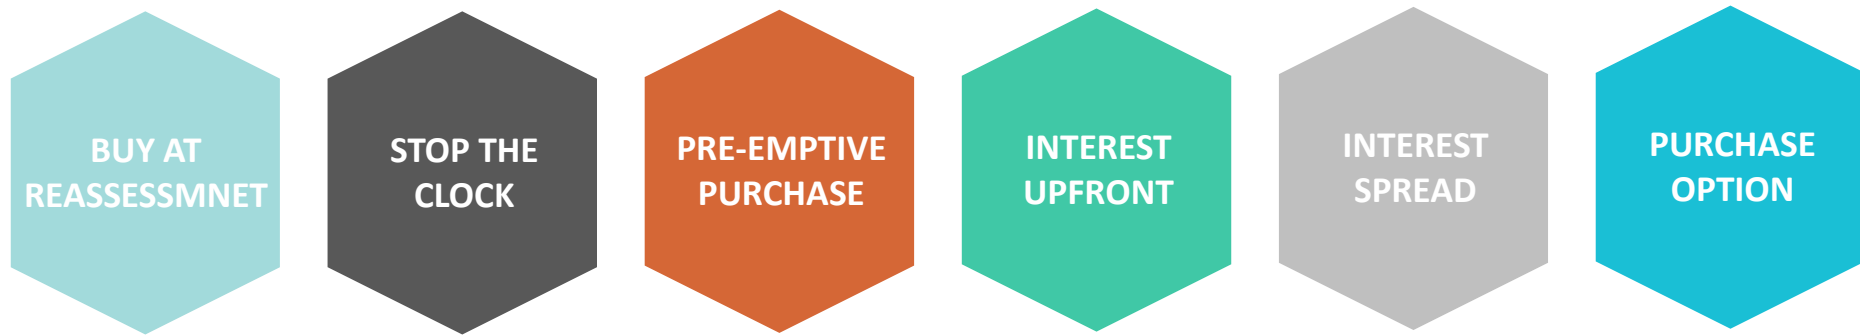 BUY AT
REASSESSMNET
STOP THE
CLOCK
PRE-EMPTIVE
PURCHASE
INTEREST
UPFRONT
INTEREST
SPREAD
PURCHASE
OPTION